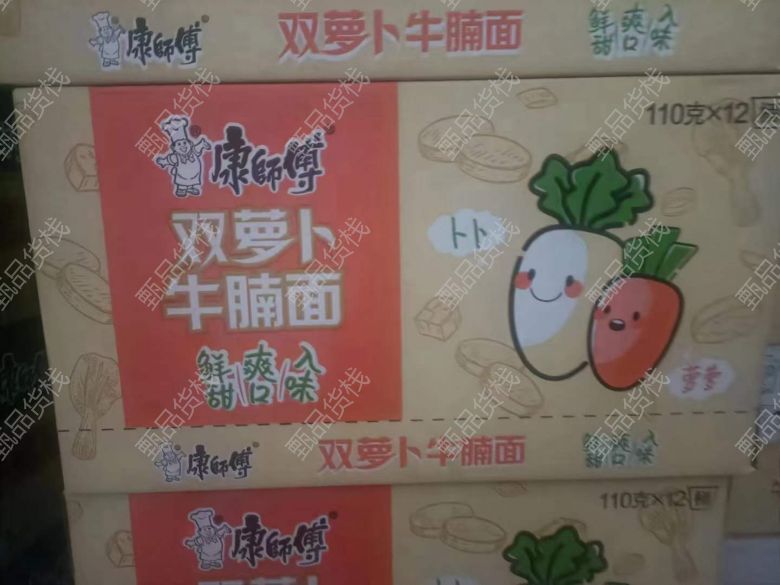 康師傅 双萝卜牛腩面 鲜甜/爽口/入味
康師傅
110克×12
双萝卜
牛腩面
卜卜
鲜甜/爽口/入味
萝萝
康師傅 双萝卜牛腩面 鲜甜/爽口/入味
康師傅
110克×12
双萝卜
甄品货栈